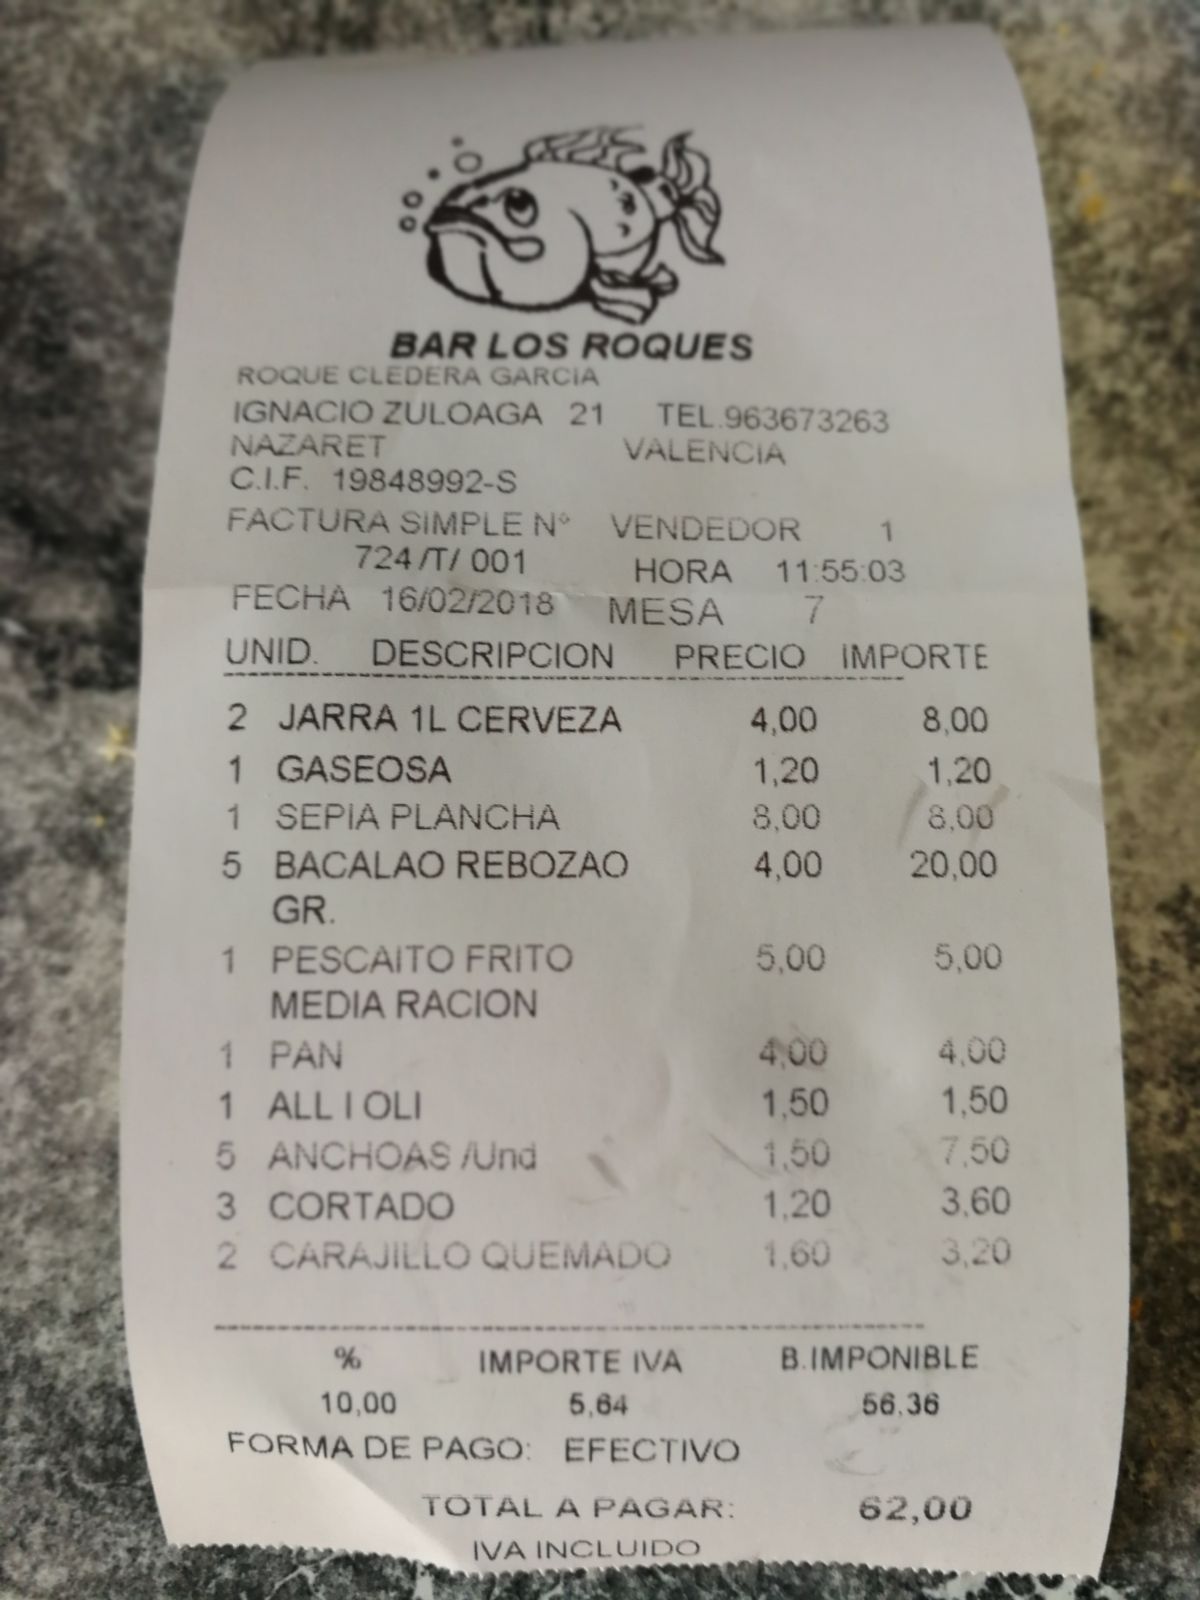 BAR LOS ROQUES
ROQUE CLEDERA GARCIA
IGNACIO ZULOAGA 21 TEL.963673263
NAZARET VALENCIA
C.I.F. 19848992-S
FACTURA SIMPLE Nº VENDEDOR 1
724 /T/ 001 HORA 11:55:03
FECHA 16/02/2018 MESA 7
UNID. DESCRIPCION PRECIO IMPORTE
2 JARRA 1L CERVEZA 4,00 8,00
1 GASEOSA 1,20 1,20
1 SEPIA PLANCHA 8,00 8,00
5 BACALAO REBOZAO 4,00 20,00
GR.
1 PESCAITO FRITO 5,00 5,00
MEDIA RACION
1 PAN 4,00 4,00
1 ALL I OLI 1,50 1,50
5 ANCHOAS /Und 1,50 7,50
3 CORTADO 1,20 3,60
2 CARAJILLO QUEMADO 1,60 3,20
% IMPORTE IVA B.IMPONIBLE
10,00 5,64 56,36
FORMA DE PAGO: EFECTIVO
TOTAL A PAGAR: 62,00
IVA INCLUIDO